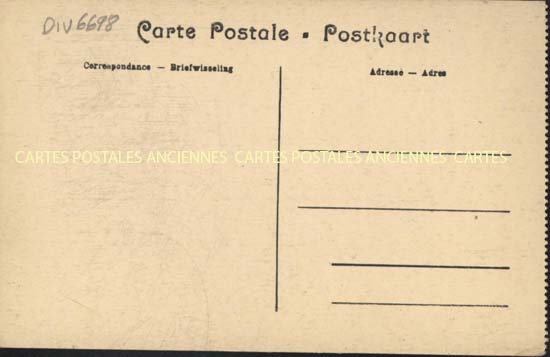 DIV6698
Carte Postale • Postkaart
Correspondance — Briefwisseling
Adresse — Adres
CARTES POSTALES ANCIENNES CARTES POSTALES ANCIENNES CARTES